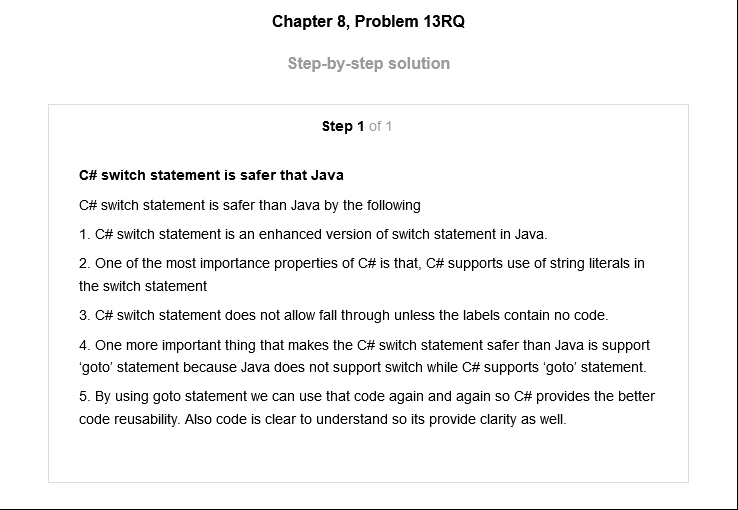 Chapter 8, Problem 13RQ
Step-by-step solution
Step 1 of 1
C# switch statement is safer that Java
C# switch statement is safer than Java by the following
1. C# switch statement is an enhanced version of switch statement in Java.
2. One of the most importance properties of C# is that, C# supports use of string literals in
the switch statement
3. C# switch statement does not allow fall through unless the labels contain no code.
4. One more important thing that makes the C# switch statement safer than Java is support
‘goto’ statement because Java does not support switch while C# supports ‘goto’ statement.
5. By using goto statement we can use that code again and again so C# provides the better
code reusability. Also code is clear to understand so its provide clarity as well.